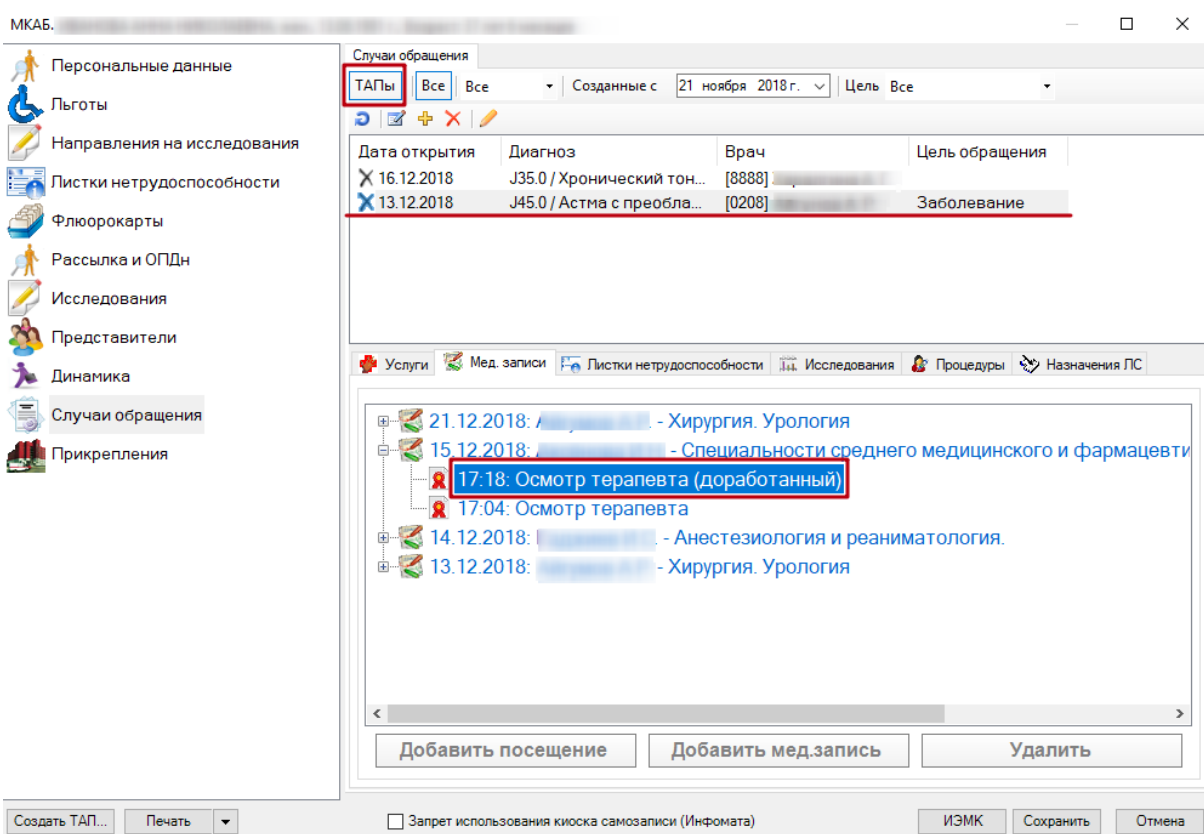 МКАБ.
Персональные данные
Льготы
Направления на исследования
Листки нетрудоспособности
Флюорокарты
Рассылка и ОПДн
Исследования
Представители
Динамика
Случаи обращения
Прикрепления
Случаи обращения
ТАПы Все Все Созданные с 21 ноября 2018 г. Цель Все
Дата открытия Диагноз Врач Цель обращения
16.12.2018 J35.0 / Хронический тон... [8888]
13.12.2018 J45.0 / Астма с преобла... [0208] Заболевание
Услуги Мед. записи Листки нетрудоспособности Исследования Процедуры Назначения ЛС
21.12.2018: - Хирургия. Урология
15.12.2018: - Специальности среднего медицинского и фармацевти
17:18: Осмотр терапевта (доработанный)
17:04: Осмотр терапевта
14.12.2018: - Анестезиология и реаниматология.
13.12.2018: - Хирургия. Урология
Добавить посещение Добавить мед.запись Удалить
Создать ТАП... Печать Запрет использования киоска самозаписи (Инфомата) ИЭМК Сохранить Отмена